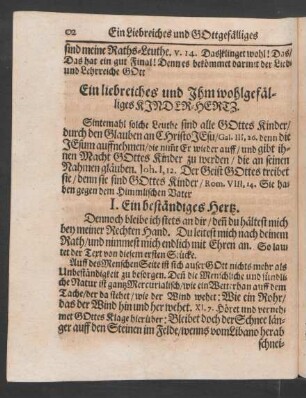 Ein Liebreiches und GOttgefälliges
sind meine Raths-Leuthe. v. 14. Das klinget wohl! Das/
Das hat ein gut Final! Denn es bekömmet darmit der Lieb-
und Lehrreiche GOtt
Ein liebreiches und Ihm wohlgefäl-
liges KINDER-HERTZ.
Sintemahl solche Leuthe sind alle GOttes Kinder/
durch den Glauben an CHristo JEsu/ Gal. III, 26. denn die
JEsum auffnehmen/ die nimt Er wieder auff/ und gibt ih-
nen Macht GOttes Kinder zu werden/ die an seinen
Nahmen gläuben. Joh. I, 12. Der Geist GOttes treibet
sie/ denn sie sind GOttes Kinder/ Rom. VIII, 14. Sie ha-
ben gegen dem Himmlischen Vater
I. Ein beständiges Hertz.
Dennoch bleibe ich stets an dir/ deñ du hältest mich
bey meiner Rechten Hand. Du leitest mich nach deinem
Rath/ und nimmest mich endlich mit Ehren an. So lau-
tet der Text von diesem ersten Stücke.
Auff des Menschen Seite ist sich ausser GOtt nichts mehr als
Unbeständigkeit zu besorgen. Deñ die Menschliche und sündli-
che Natur ist gantz Mercurialisch/ wie ein Wetterhan auff dem
Tache/ der da stehet/ wie der Wind wehet: Wie ein Rohr/
das der Wind hin und her wehet. XI. 7. Höret und verneh-
met GOttes Klage hierüber: Bleibet doch der Schnee län-
ger auff den Steinen im Felde/ wenns vom Libano herab
schnei-